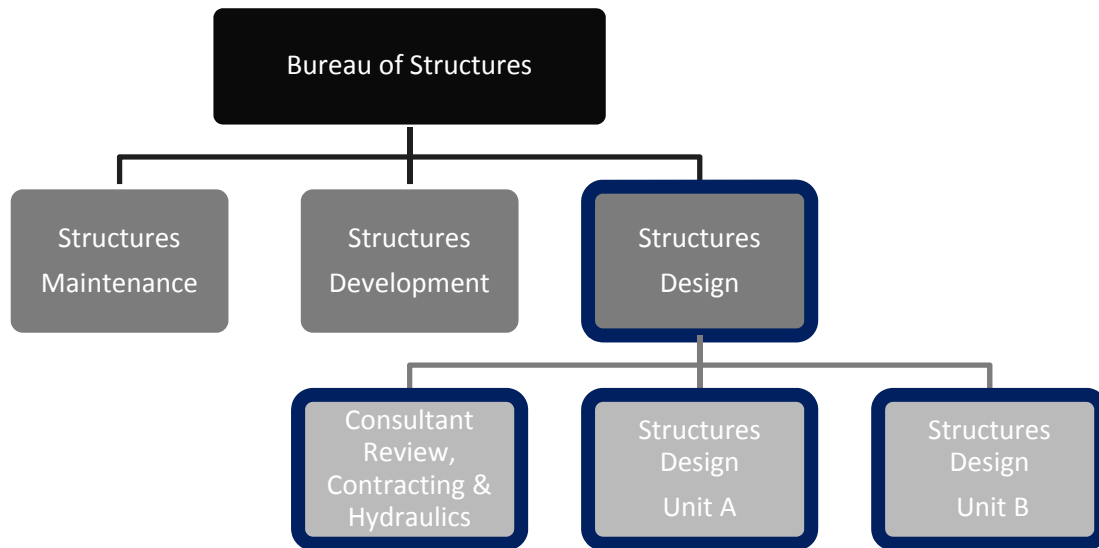 Bureau of Structures
Structures
Maintenance
Structures
Development
Structures
Design
Consultant
Review,
Contracting &
Hydraulics
Structures
Design
Unit A
Structures
Design
Unit B